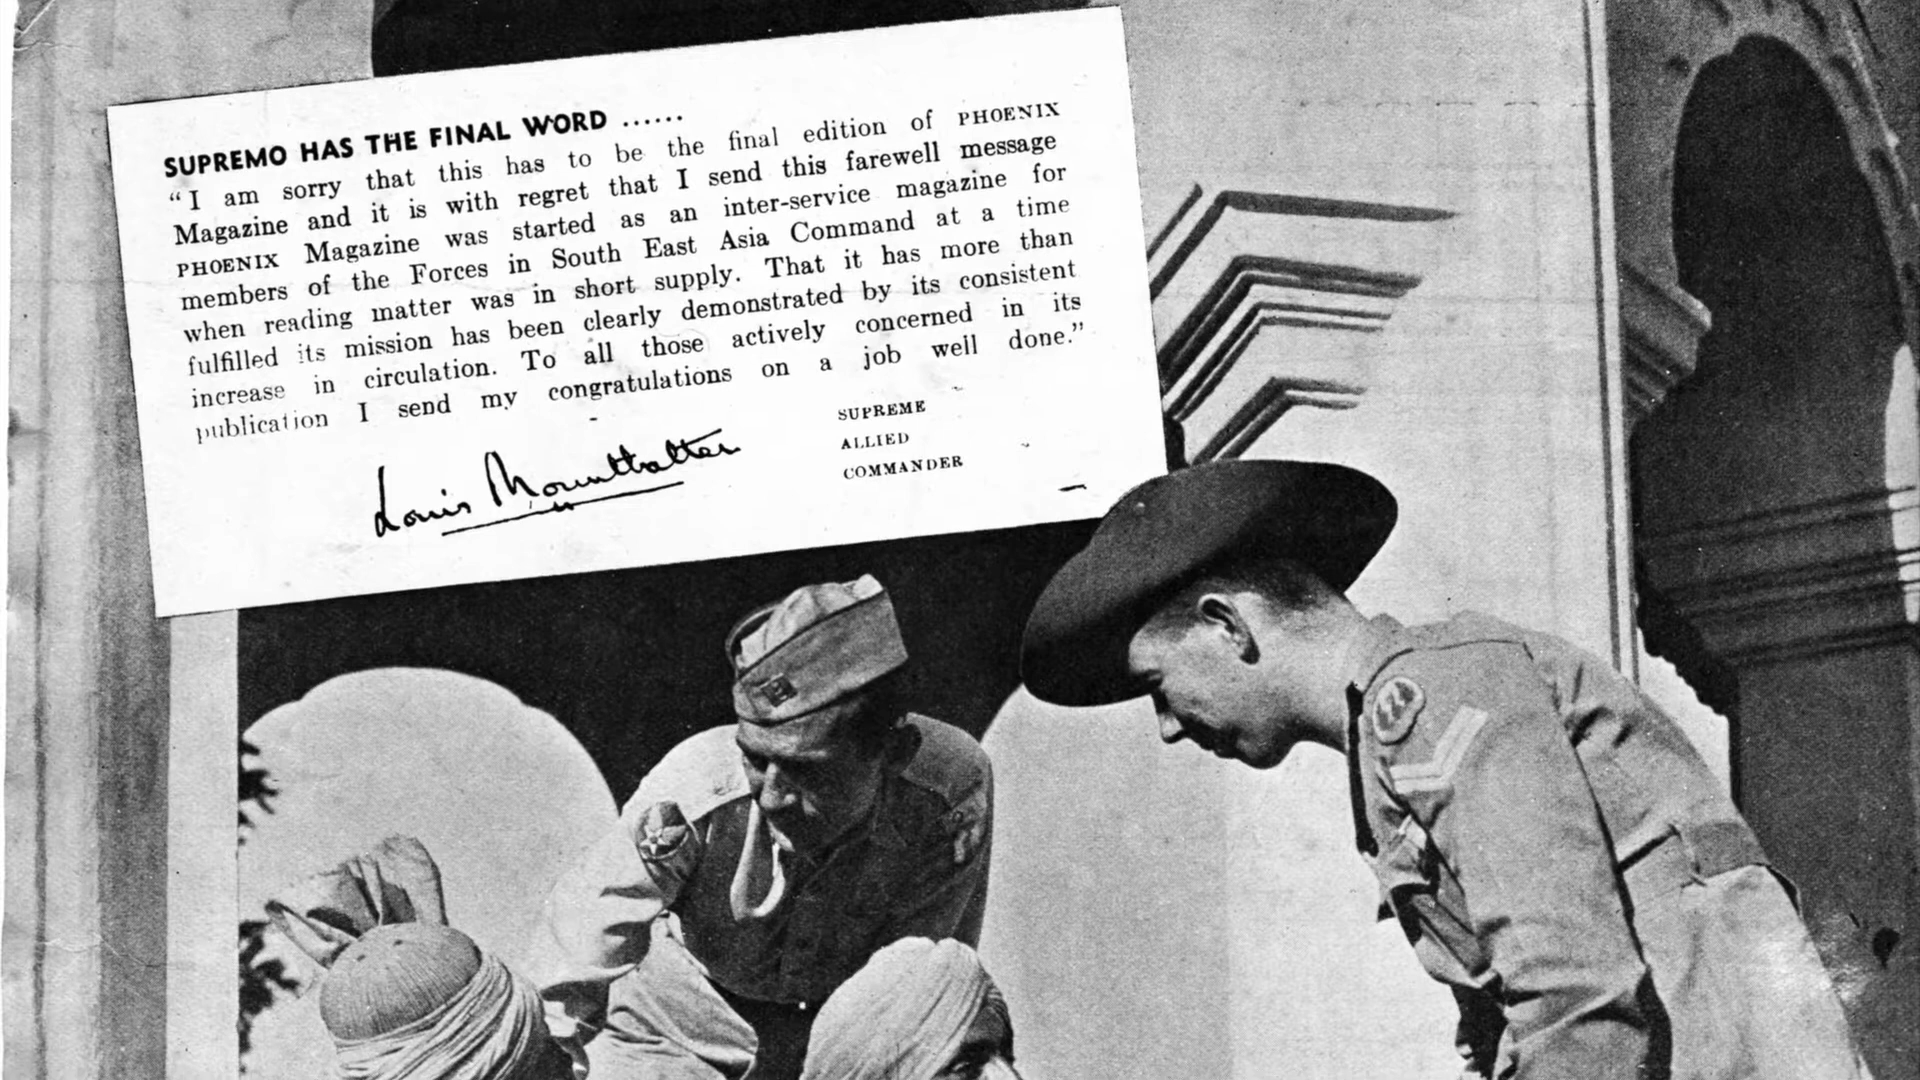 SUPREMO HAS THE FINAL WORD ......
“I am sorry that this has to be the final edition of PHOENIX
Magazine and it is with regret that I send this farewell message
PHOENIX Magazine was started as an inter-service magazine for
members of the Forces in South East Asia Command at a time
when reading matter was in short supply. That it has more than
fulfilled its mission has been clearly demonstrated by its consistent
increase in circulation. To all those actively concerned in its
publication I send my congratulations on a job well done.”
SUPREME
ALLIED
COMMANDER
Louis Mountbatten